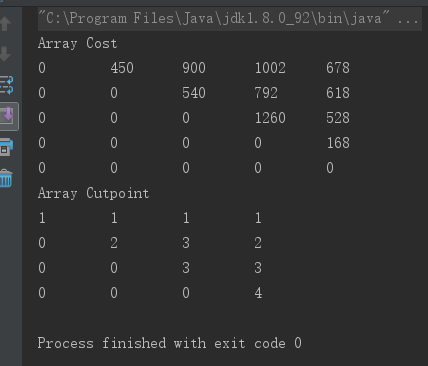 "C:\Program Files\Java\jdk1.8.0_92\bin\java" ...
Array Cost
0 450 900 1002 678
0 0 540 792 618
0 0 0 1260 528
0 0 0 0 168
0 0 0 0 0
Array Cutpoint
1 1 1 1
0 2 3 2
0 0 3 3
0 0 0 4
Process finished with exit code 0